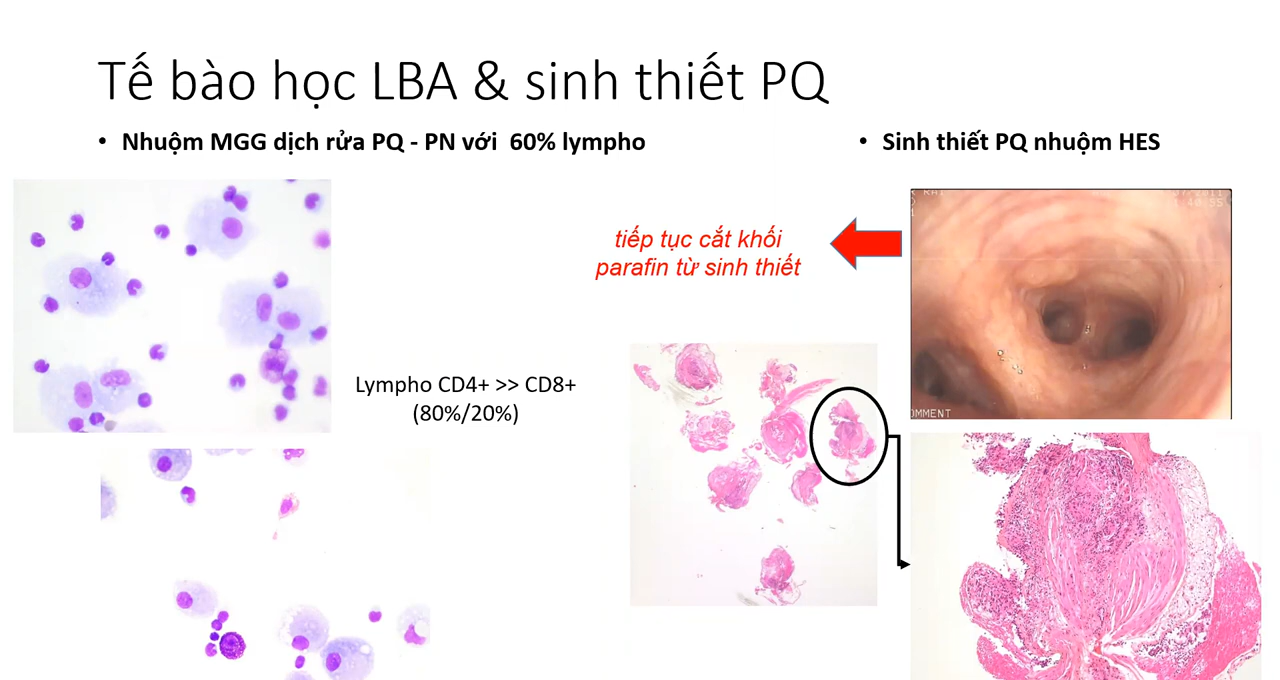 Tế bào học LBA & sinh thiết PQ
• Nhuộm MGG dịch rửa PQ - PN với 60% lympho
• Sinh thiết PQ nhuộm HES
tiếp tục cắt khối
parafin từ sinh thiết
Lympho CD4+ >> CD8+
(80%/20%)
OMMENT